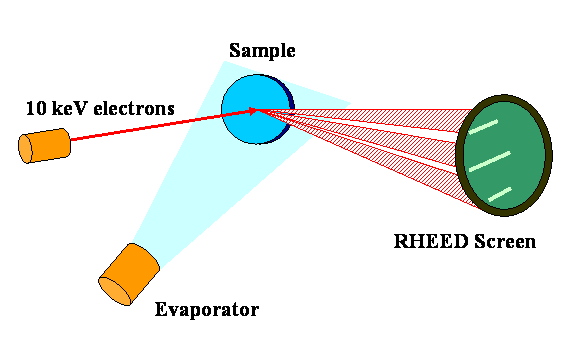 Sample
10 keV electrons
RHEED Screen
Evaporator